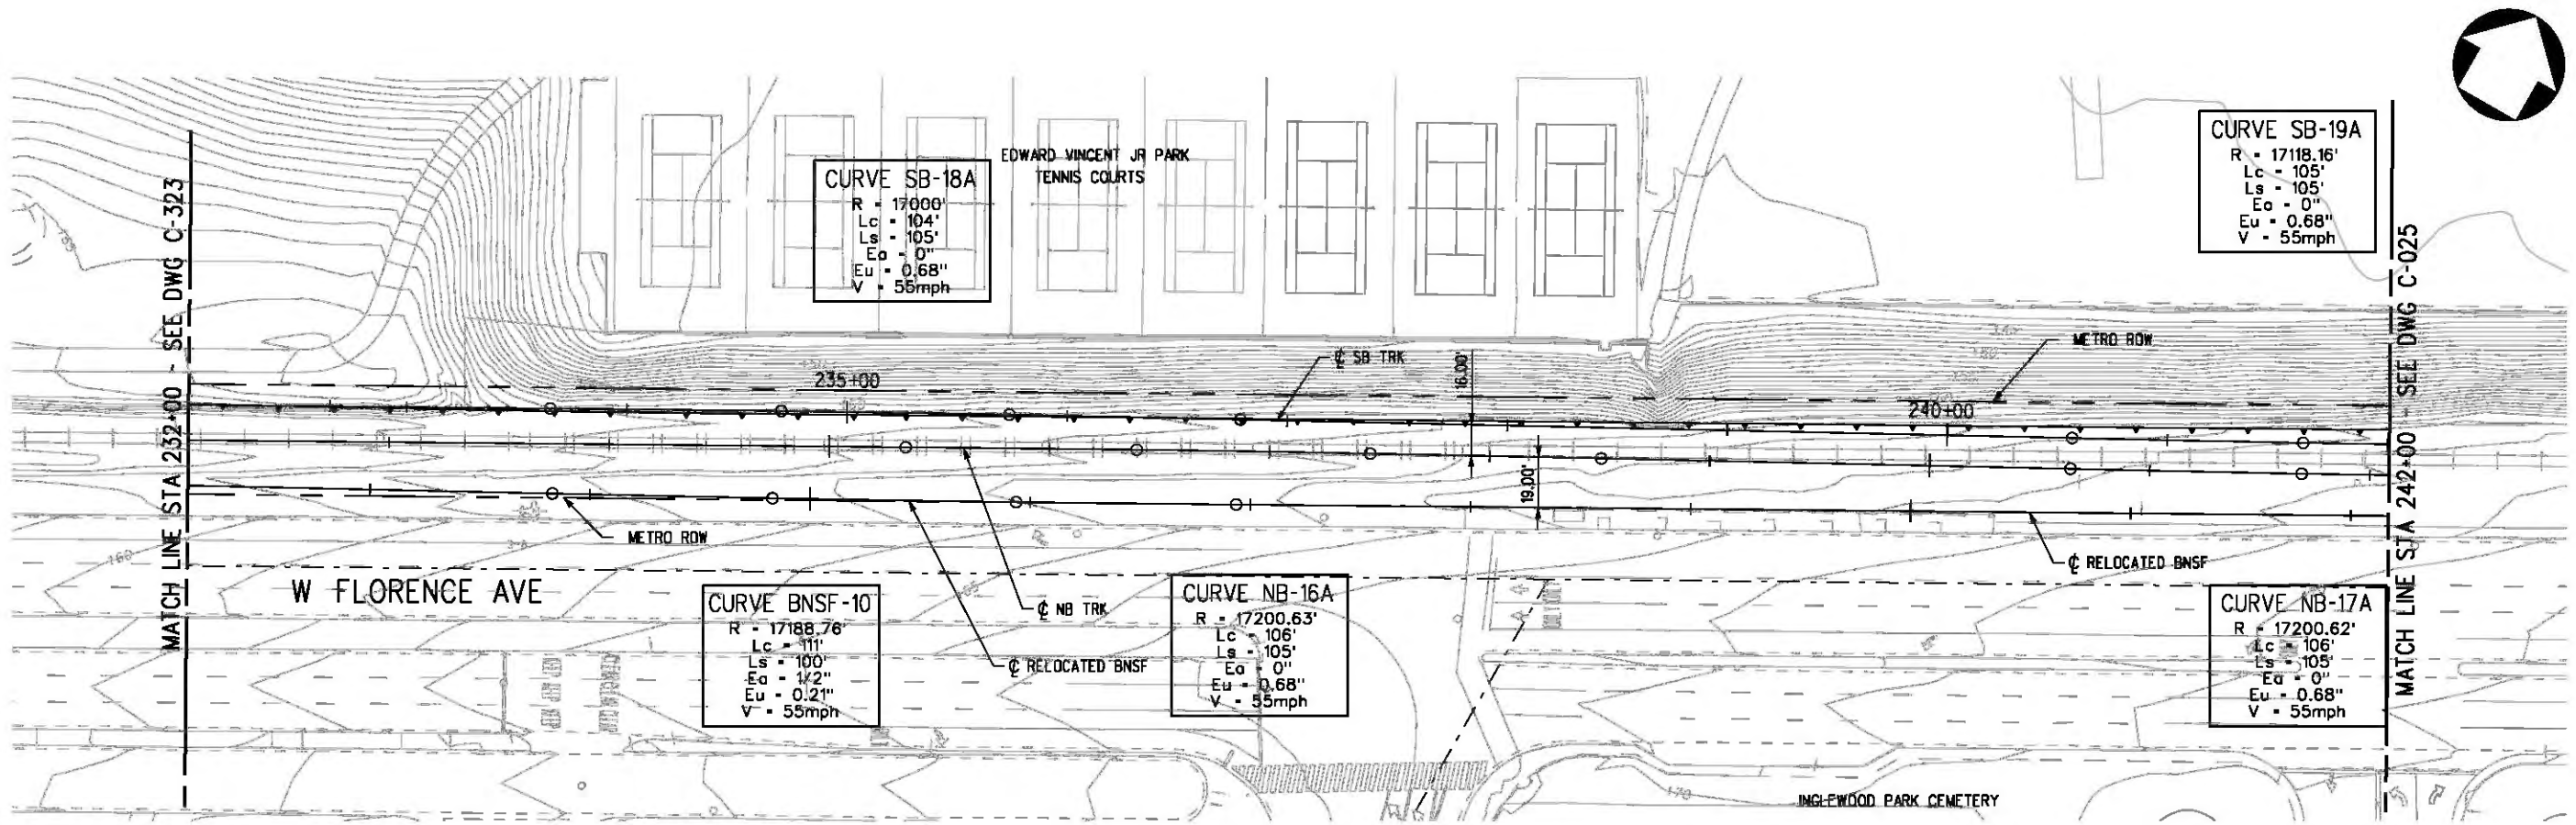 CURVE SB-19A
R = 17118.16'
Lc = 105'
Ls = 105'
Ea = 0"
Eu = 0.68"
V = 55mph
EDWARD VINCENT JR PARK
TENNIS COURTS
CURVE SB-18A
R = 17000'
Lc = 104'
Ls = 105'
Ea = 0"
Eu = 0.68"
V = 55mph
MATCH LINE STA 232+00 - SEE DWG C-323
MATCH LINE STA 242+00 - SEE DWG C-025
METRO ROW
℄ SB TRK
16.00'
235+00
240+00
19.00'
METRO ROW
℄ RELOCATED BNSF
160
W FLORENCE AVE
CURVE BNSF-10
R = 17188.76'
Lc = 111'
Ls = 100'
Ea = 1/2"
Eu = 0.21"
V = 55mph
℄ NB TRK
℄ RELOCATED BNSF
CURVE NB-16A
R = 17200.63'
Lc = 106'
Ls = 105'
Ea = 0"
Eu = 0.68"
V = 55mph
CURVE NB-17A
R = 17200.62'
Lc = 106'
Ls = 105'
Ea = 0"
Eu = 0.68"
V = 55mph
170
INGLEWOOD PARK CEMETERY